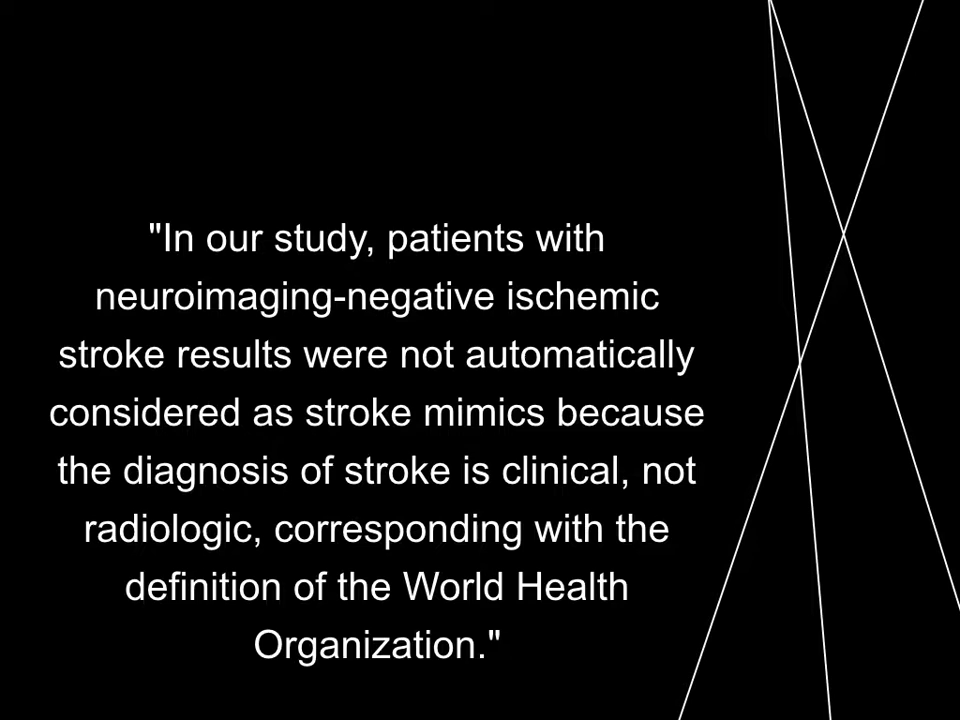 "In our study, patients with
neuroimaging-negative ischemic
stroke results were not automatically
considered as stroke mimics because
the diagnosis of stroke is clinical, not
radiologic, corresponding with the
definition of the World Health
Organization."